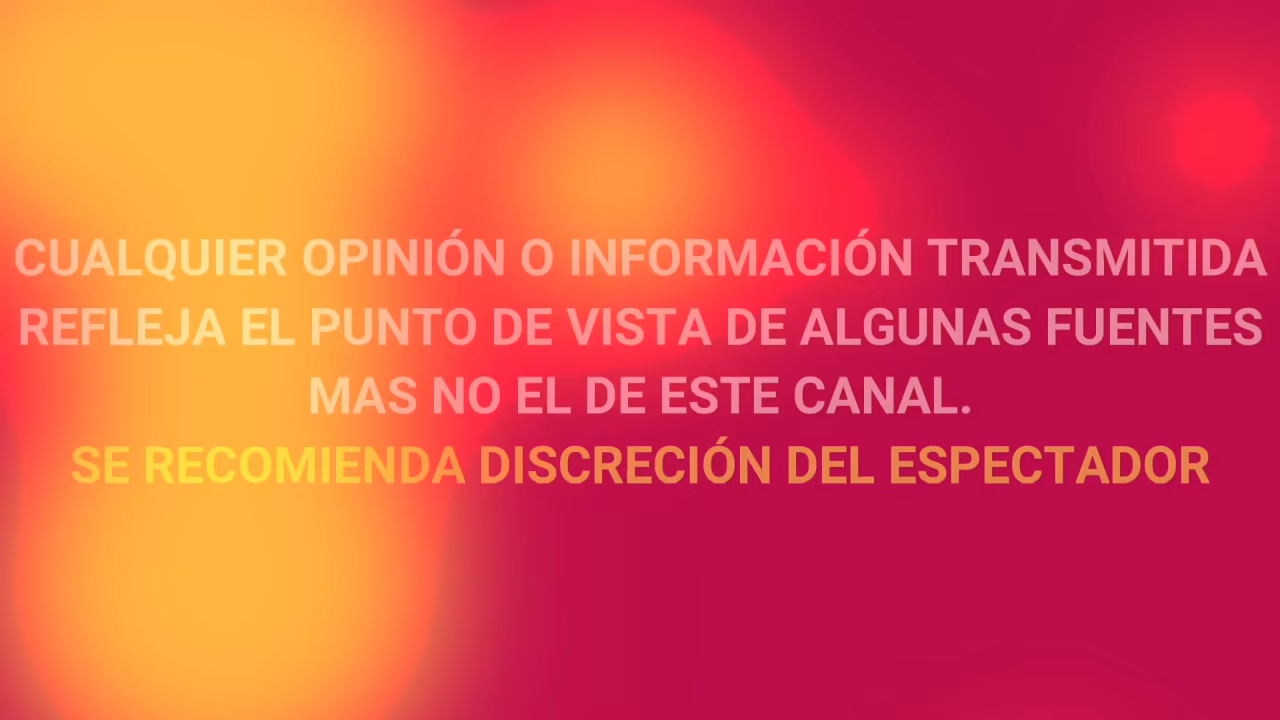 CUALQUIER OPINIÓN O INFORMACIÓN TRANSMITIDA
REFLEJA EL PUNTO DE VISTA DE ALGUNAS FUENTES
MAS NO EL DE ESTE CANAL.
SE RECOMIENDA DISCRECIÓN DEL ESPECTADOR